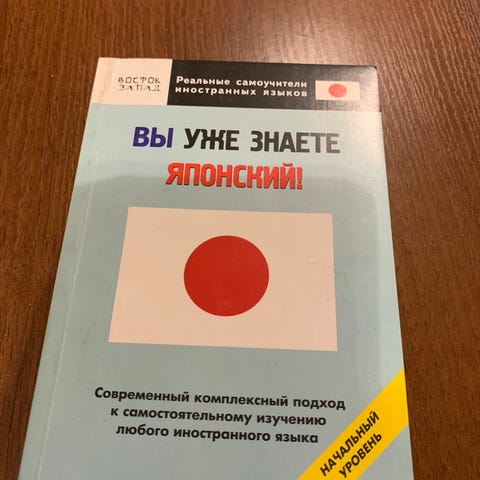 ВОСТОК
ЗАПАД
Реальные самоучители
иностранных языков
ВЫ УЖЕ ЗНАЕТЕ
ЯПОНСКИЙ!
Современный комплексный подход
к самостоятельному изучению
любого иностранного языка
НАЧАЛЬНЫЙ
УРОВЕНЬ